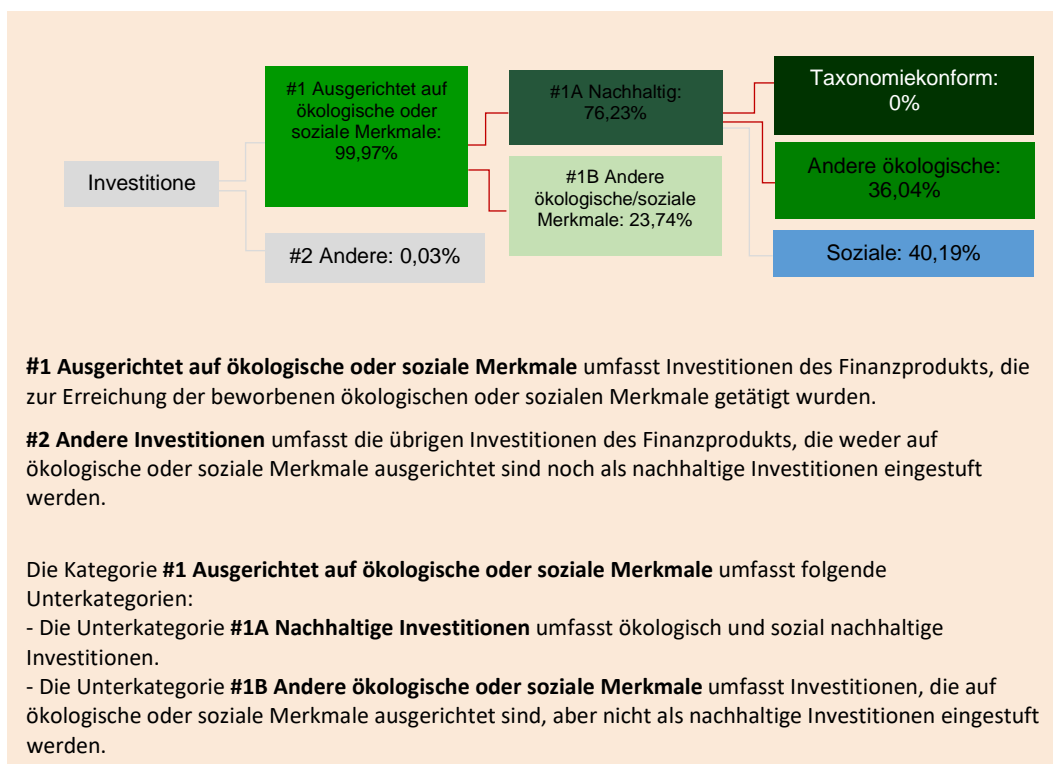 Investitione
#1 Ausgerichtet auf
ökologische oder
soziale Merkmale:
99,97%
#2 Andere: 0,03%
#1A Nachhaltig:
76,23%
#1B Andere
ökologische/soziale
Merkmale: 23,74%
Taxonomiekonform:
0%
Andere ökologische:
36,04%
Soziale: 40,19%
#1 Ausgerichtet auf ökologische oder soziale Merkmale umfasst Investitionen des Finanzprodukts, die
zur Erreichung der beworbenen ökologischen oder sozialen Merkmale getätigt wurden.
#2 Andere Investitionen umfasst die übrigen Investitionen des Finanzprodukts, die weder auf
ökologische oder soziale Merkmale ausgerichtet sind noch als nachhaltige Investitionen eingestuft
werden.
Die Kategorie #1 Ausgerichtet auf ökologische oder soziale Merkmale umfasst folgende
Unterkategorien:
- Die Unterkategorie #1A Nachhaltige Investitionen umfasst ökologisch und sozial nachhaltige
Investitionen.
- Die Unterkategorie #1B Andere ökologische oder soziale Merkmale umfasst Investitionen, die auf
ökologische oder soziale Merkmale ausgerichtet sind, aber nicht als nachhaltige Investitionen eingestuft
werden.